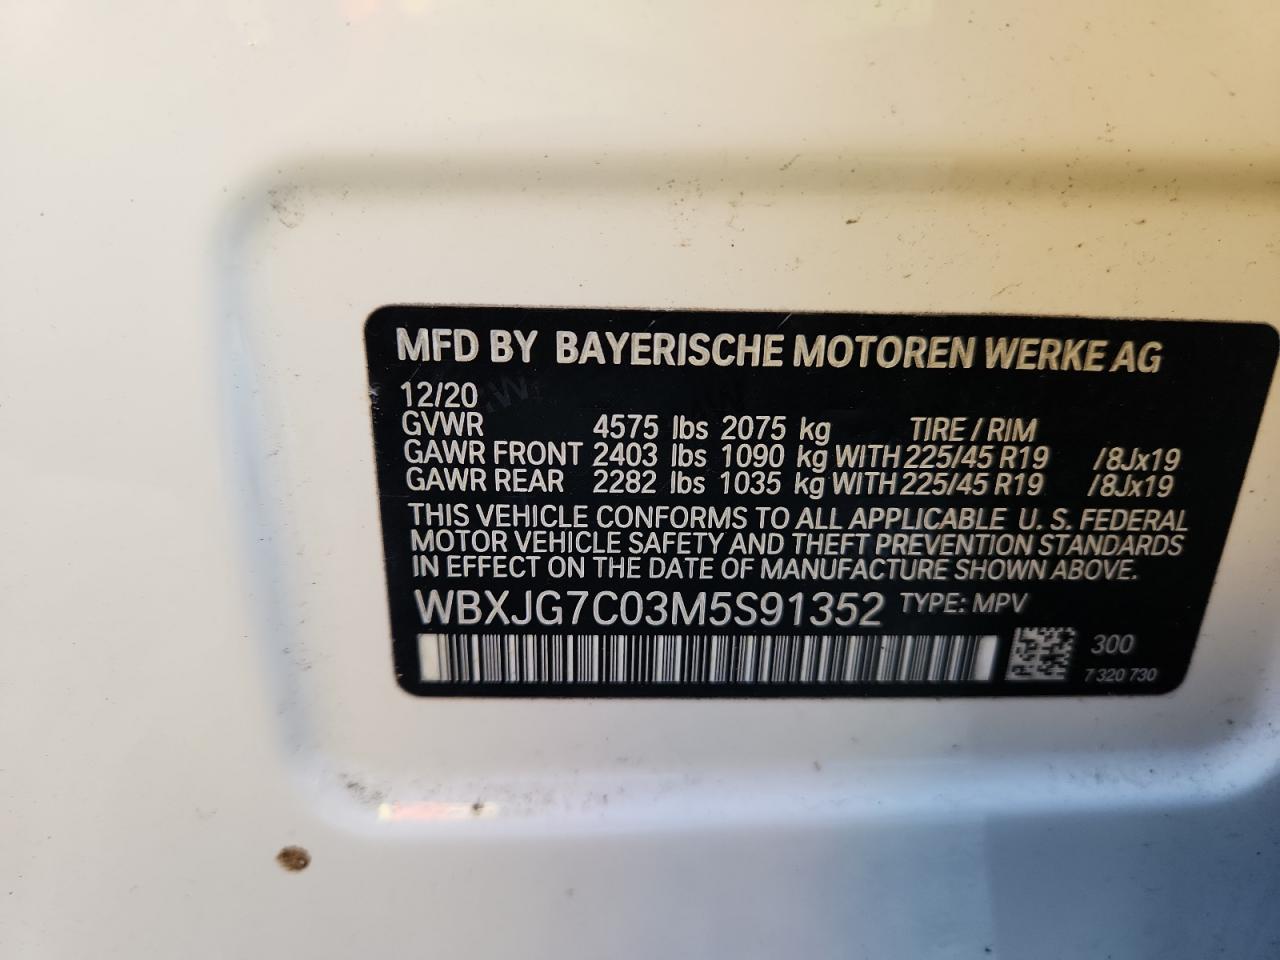 MFD BY BAYERISCHE MOTOREN WERKE AG
12/20
GVWR 4575 lbs 2075 kg TIRE / RIM
GAWR FRONT 2403 lbs 1090 kg WITH 225/45 R19 /8Jx19
GAWR REAR 2282 lbs 1035 kg WITH 225/45 R19 /8Jx19
THIS VEHICLE CONFORMS TO ALL APPLICABLE U. S. FEDERAL
MOTOR VEHICLE SAFETY AND THEFT PREVENTION STANDARDS
IN EFFECT ON THE DATE OF MANUFACTURE SHOWN ABOVE.
WBXJG7C03M5S91352 TYPE: MPV
300
7 320 730